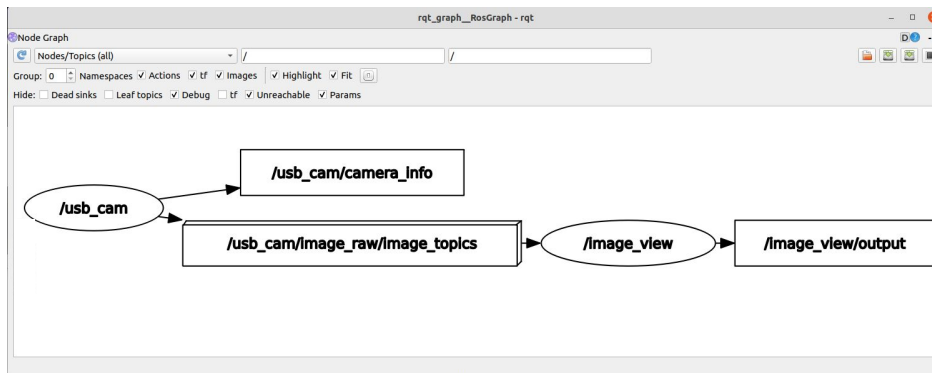 rqt_graph__RosGraph - rqt
Node Graph
D
Nodes/Topics (all) / /
Group: 0 Namespaces Actions tf Images Highlight Fit
Hide: Dead sinks Leaf topics Debug tf Unreachable Params
/usb_cam/camera_info
/usb_cam
/usb_cam/image_raw/image_topics
/image_view
/image_view/output